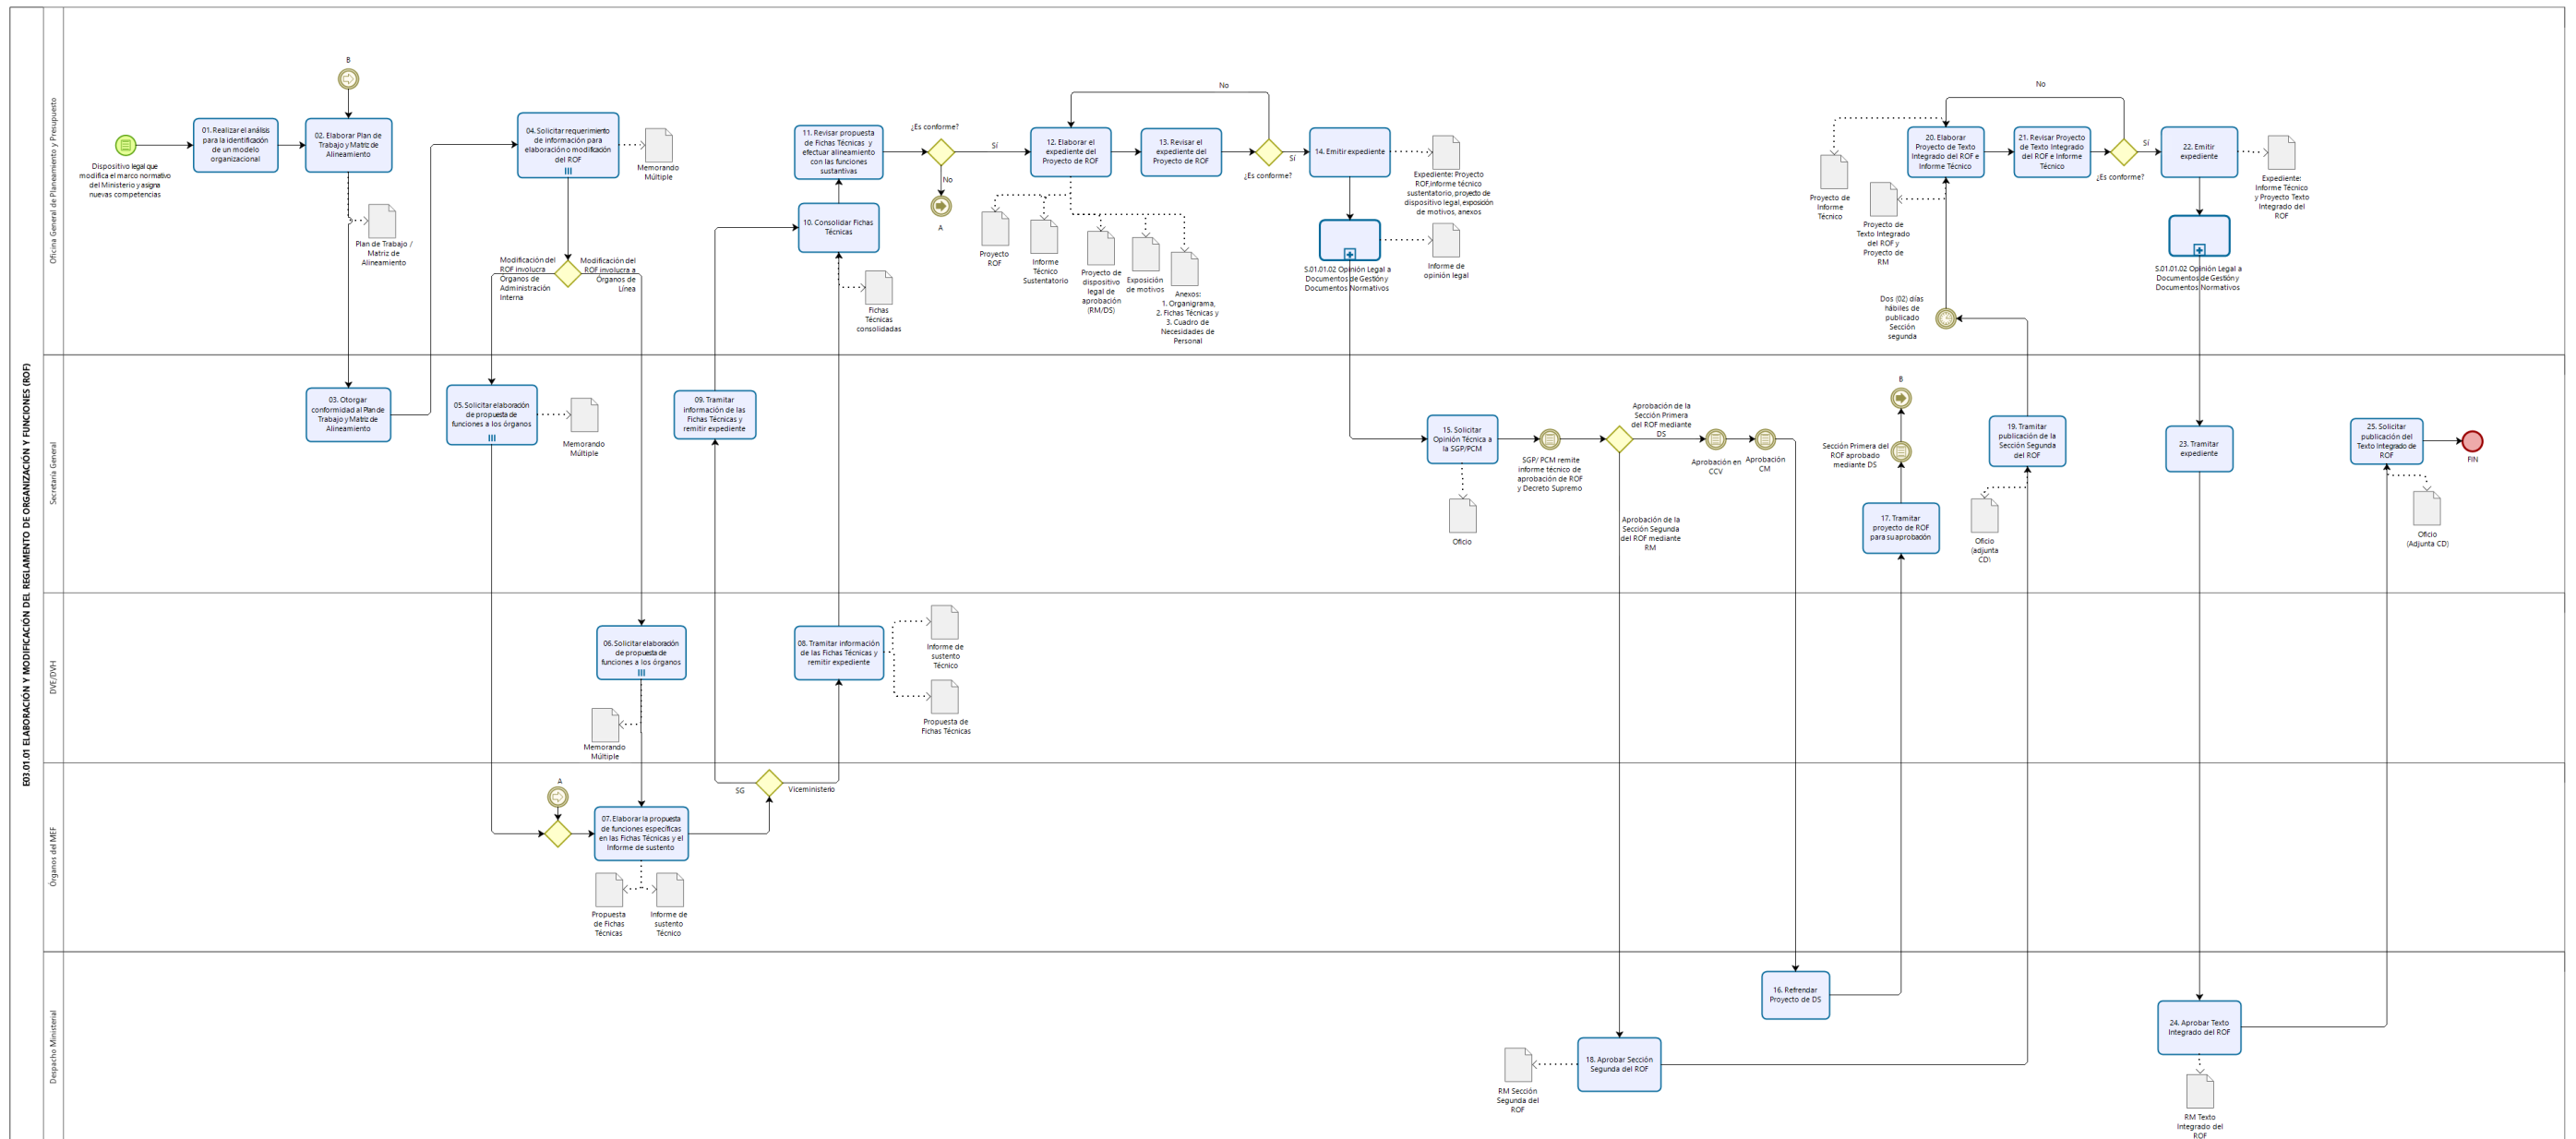 E03.01.01 ELABORACIÓN Y MODIFICACIÓN DEL REGLAMENTO DE ORGANIZACIÓN Y FUNCIONES (ROF)
Oficina General de Planeamiento y Presupuesto
Dispositivo legal que
modifica el marco normativo
del Ministerio y asigna
nuevas competencias
01. Realizar el análisis
para la identificación
de un modelo
organizacional
B
02. Elaborar Plan de
Trabajo y Matriz de
Alineamiento
Plan de Trabajo /
Matriz de
Alineamiento
04. Solicitar requerimiento
de información para
elaboración o modificación
del ROF
Memorando
Múltiple
Modificación del
ROF involucra
Órganos de
Administración
Interna
Modificación del
ROF involucra a
Órganos de
Línea
11. Revisar propuesta
de Fichas Técnicas y
efectuar alineamiento
con las funciones
sustantivas
10. Consolidar Fichas
Técnicas
Fichas
Técnicas
consolidadas
¿Es conforme?
Sí
No
A
12. Elaborar el
expediente del
Proyecto de ROF
Proyecto
ROF
Informe
Técnico
Sustentatorio
Proyecto de
dispositivo
legal de
aprobación
(RM/DS)
Exposición
de motivos
Anexos:
1. Organigrama,
2. Fichas Técnicas y
3. Cuadro de
Necesidades de
Personal
13. Revisar el
expediente del
Proyecto de ROF
No
Sí
¿Es conforme?
14. Emitir expediente
Expediente: Proyecto
ROF,informe técnico
sustentatorio, proyecto de
dispositivo legal, exposición
de motivos, anexos
S.01.01.02 Opinión Legal a
Documentos de Gestión y
Documentos Normativos
Informe de
opinión legal
Proyecto de
Informe
Técnico
Proyecto de
Texto Integrado
del ROF y
Proyecto de
RM
Dos (02) días
hábiles de
publicado
Sección
segunda
20. Elaborar
Proyecto de Texto
Integrado del ROF e
Informe Técnico
21. Revisar Proyecto
de Texto Integrado
del ROF e Informe
Técnico
No
Sí
¿Es conforme?
22. Emitir
expediente
Expediente:
Informe Técnico
y Proyecto Texto
Integrado del
ROF
S.01.01.02 Opinión Legal a
Documentos de Gestión y
Documentos Normativos
Secretaría General
03. Otorgar
conformidad al Plan de
Trabajo y Matriz de
Alineamiento
05. Solicitar elaboración
de propuesta de
funciones a los órganos
Memorando
Múltiple
09. Tramitar
información de las
Fichas Técnicas y
remitir expediente
15. Solicitar
Opinión Técnica a
la SGP/PCM
Oficio
SGP/ PCM remite
informe técnico de
aprobación de ROF
y Decreto Supremo
Aprobación de la
Sección Primera
del ROF mediante
DS
Aprobación de la
Sección Segunda
del ROF mediante
RM
Aprobación en
CCV
Aprobación
CM
B
Sección Primera del
ROF aprobado
mediante DS
17. Tramitar
proyecto de ROF
para su aprobación
19. Tramitar
publicación de la
Sección Segunda
del ROF
Oficio
(adjunta
CD)
23. Tramitar
expediente
25. Solicitar
publicación del
Texto Integrado de
ROF
FIN
Oficio
(Adjunta CD)
DVE/DVH
06. Solicitar elaboración
de propuesta de
funciones a los órganos
Memorando
Múltiple
08. Tramitar información
de las Fichas Técnicas y
remitir expediente
Informe de
sustento
Técnico
Propuesta de
Fichas Técnicas
Órganos del MEF
A
07. Elaborar la propuesta
de funciones específicas
en las Fichas Técnicas y el
Informe de sustento
Propuesta
de Fichas
Técnicas
Informe de
sustento
Técnico
SG
Viceministerio
Despacho Ministerial
16. Refrendar
Proyecto de DS
18. Aprobar Sección
Segunda del ROF
RM Sección
Segunda del
ROF
24. Aprobar Texto
Integrado del ROF
RM Texto
Integrado del
ROF